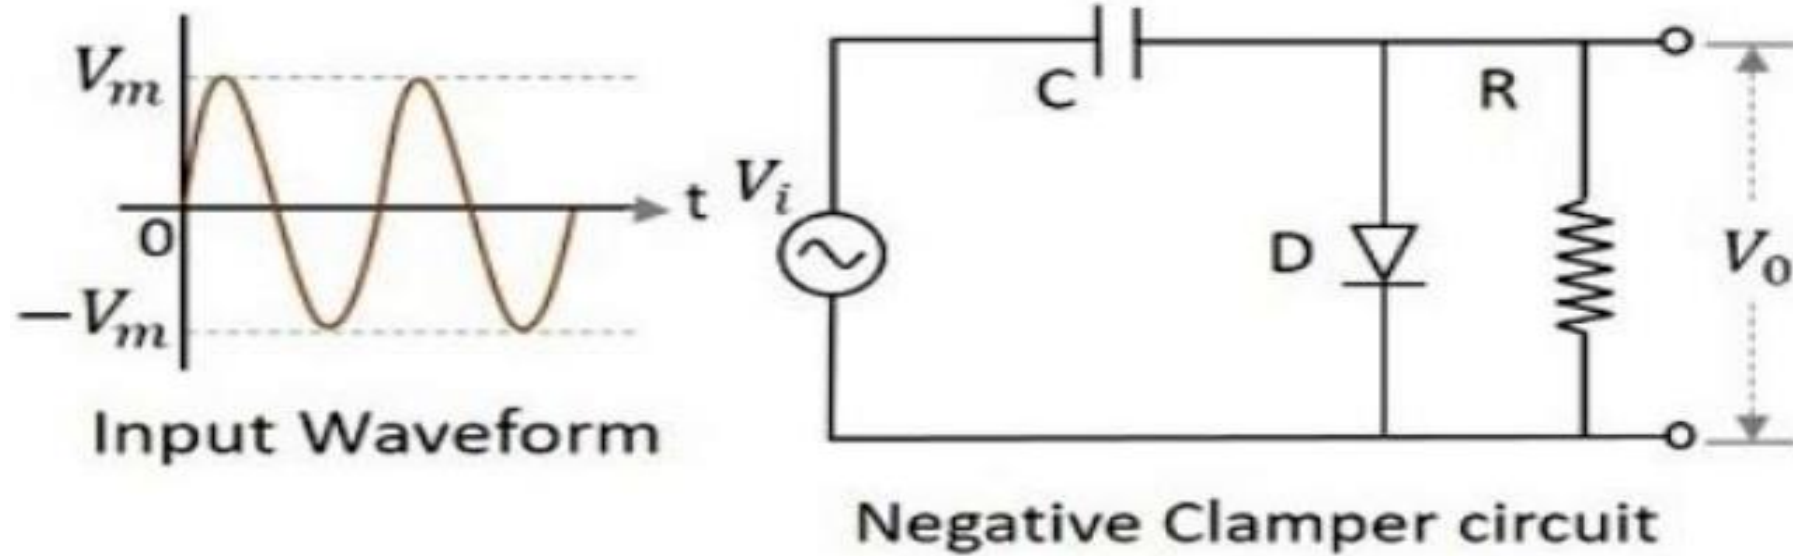 V_m
0
−V_m
t
Input Waveform
V_i
C
R
D
V_0
Negative Clamper circuit